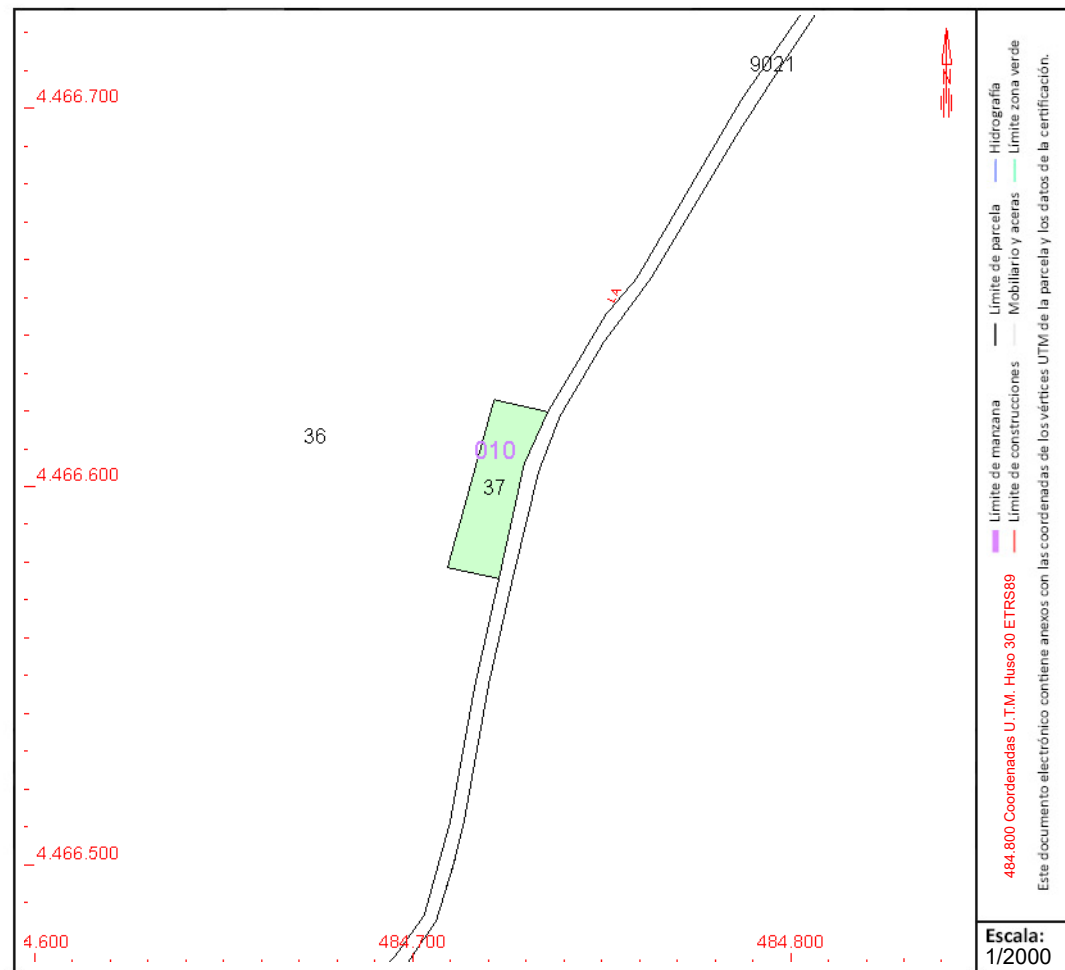 9021
4.466.700
LA
36
010
37
4.466.600
4.466.500
4.600
484.700
484.800
N
Límite de manzana
Límite de parcela
Hidrografía
Límite de construcciones
Mobiliario y aceras
Límite zona verde
484.800 Coordenadas U.T.M. Huso 30 ETRS89
Este documento electrónico contiene anexos con las coordenadas de los vértices UTM de la parcela y los datos de la certificación.
Escala:
1/2000